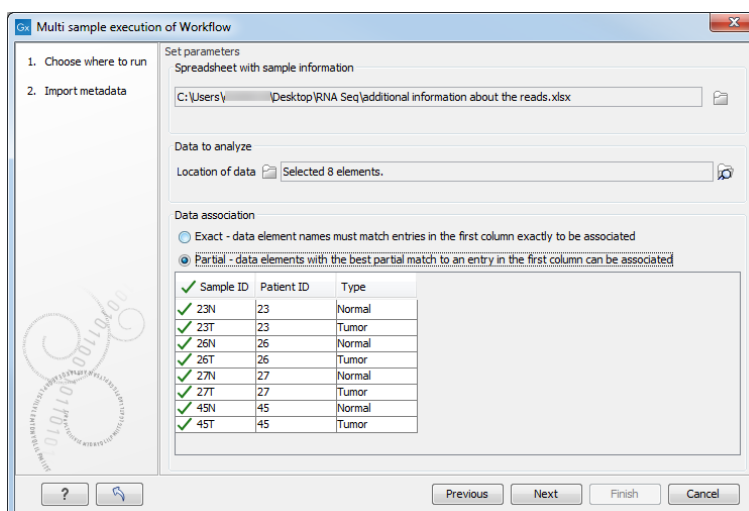 Gx Multi sample execution of Workflow
1. Choose where to run
2. Import metadata
Set parameters
Spreadsheet with sample information
C:\Users\ \Desktop\RNA Seq\additional information about the reads.xlsx
Data to analyze
Location of data Selected 8 elements.
Data association
Exact - data element names must match entries in the first column exactly to be associated
Partial - data elements with the best partial match to an entry in the first column can be associated
Sample ID Patient ID Type
23N 23 Normal
23T 23 Tumor
26N 26 Normal
26T 26 Tumor
27N 27 Normal
27T 27 Tumor
45N 45 Normal
45T 45 Tumor
? Previous Next Finish Cancel